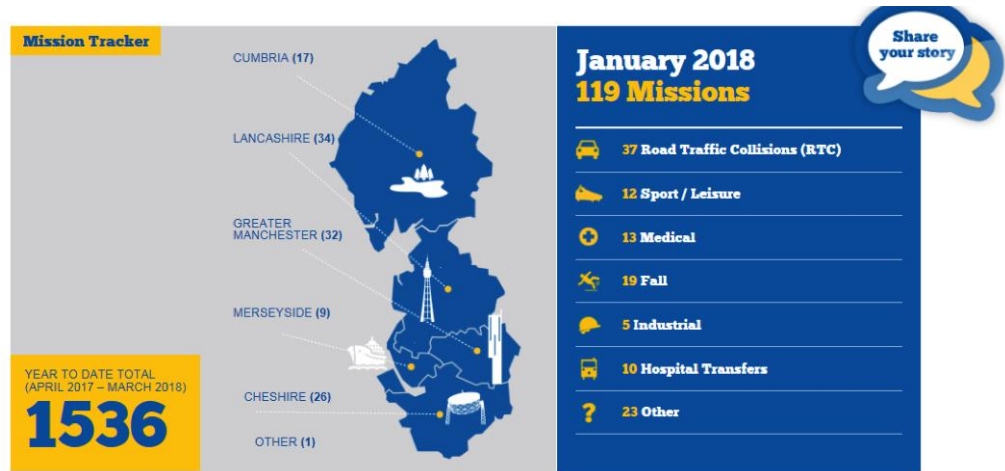 Mission Tracker
CUMBRIA (17)
LANCASHIRE (34)
GREATER
MANCHESTER (32)
MERSEYSIDE (9)
CHESHIRE (26)
OTHER (1)
YEAR TO DATE TOTAL
(APRIL 2017 – MARCH 2018)
1536
Share
your story
January 2018
119 Missions
37 Road Traffic Collisions (RTC)
12 Sport / Leisure
13 Medical
19 Fall
5 Industrial
10 Hospital Transfers
? 23 Other